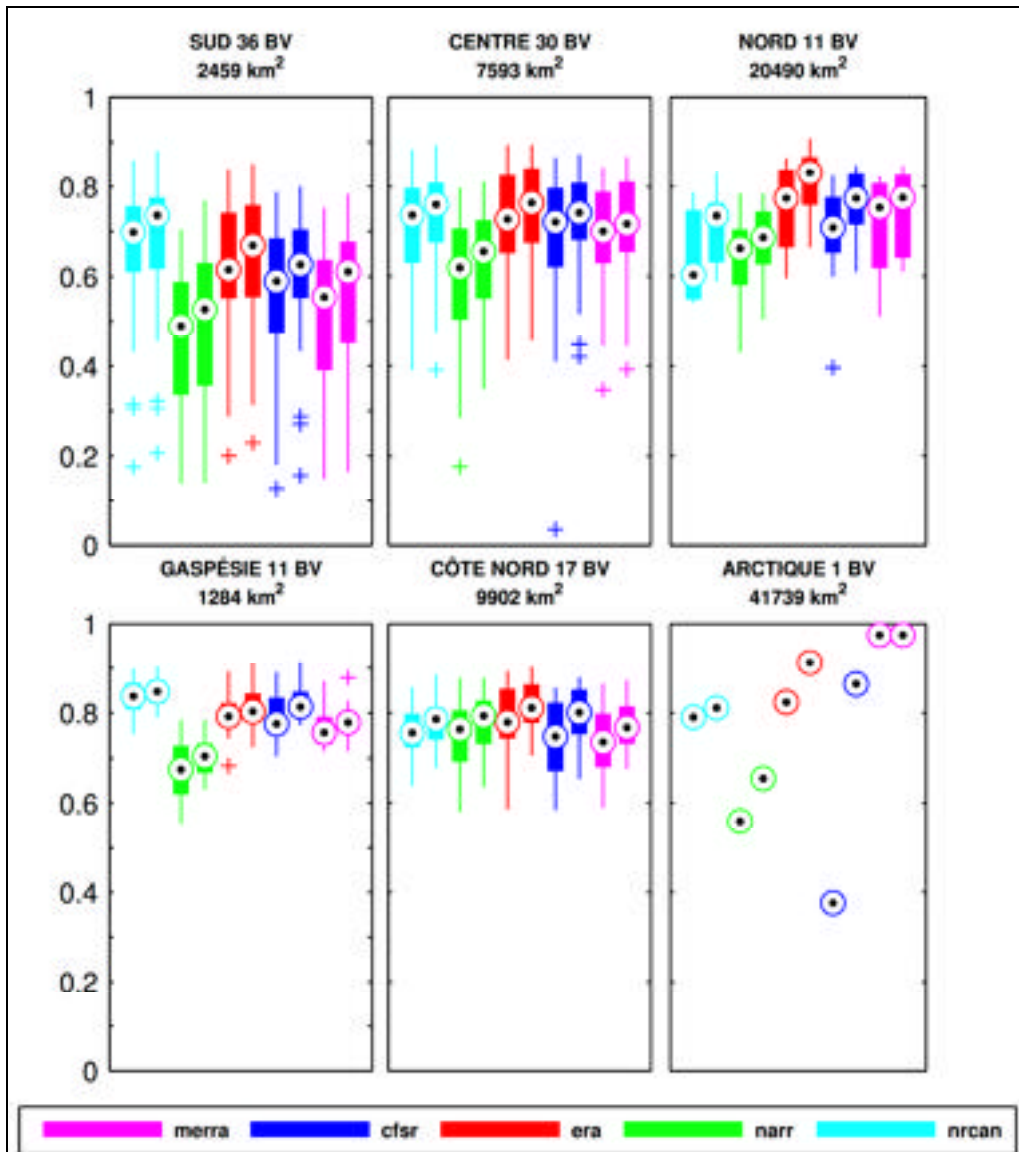 SUD 36 BV
2459 km²
CENTRE 30 BV
7593 km²
NORD 11 BV
20490 km²
1
0.8
0.6
0.4
0.2
0
GASPÉSIE 11 BV
1284 km²
CÔTE NORD 17 BV
9902 km²
ARCTIQUE 1 BV
41739 km²
1
0.8
0.6
0.4
0.2
0
merra cfsr era narr nrcan